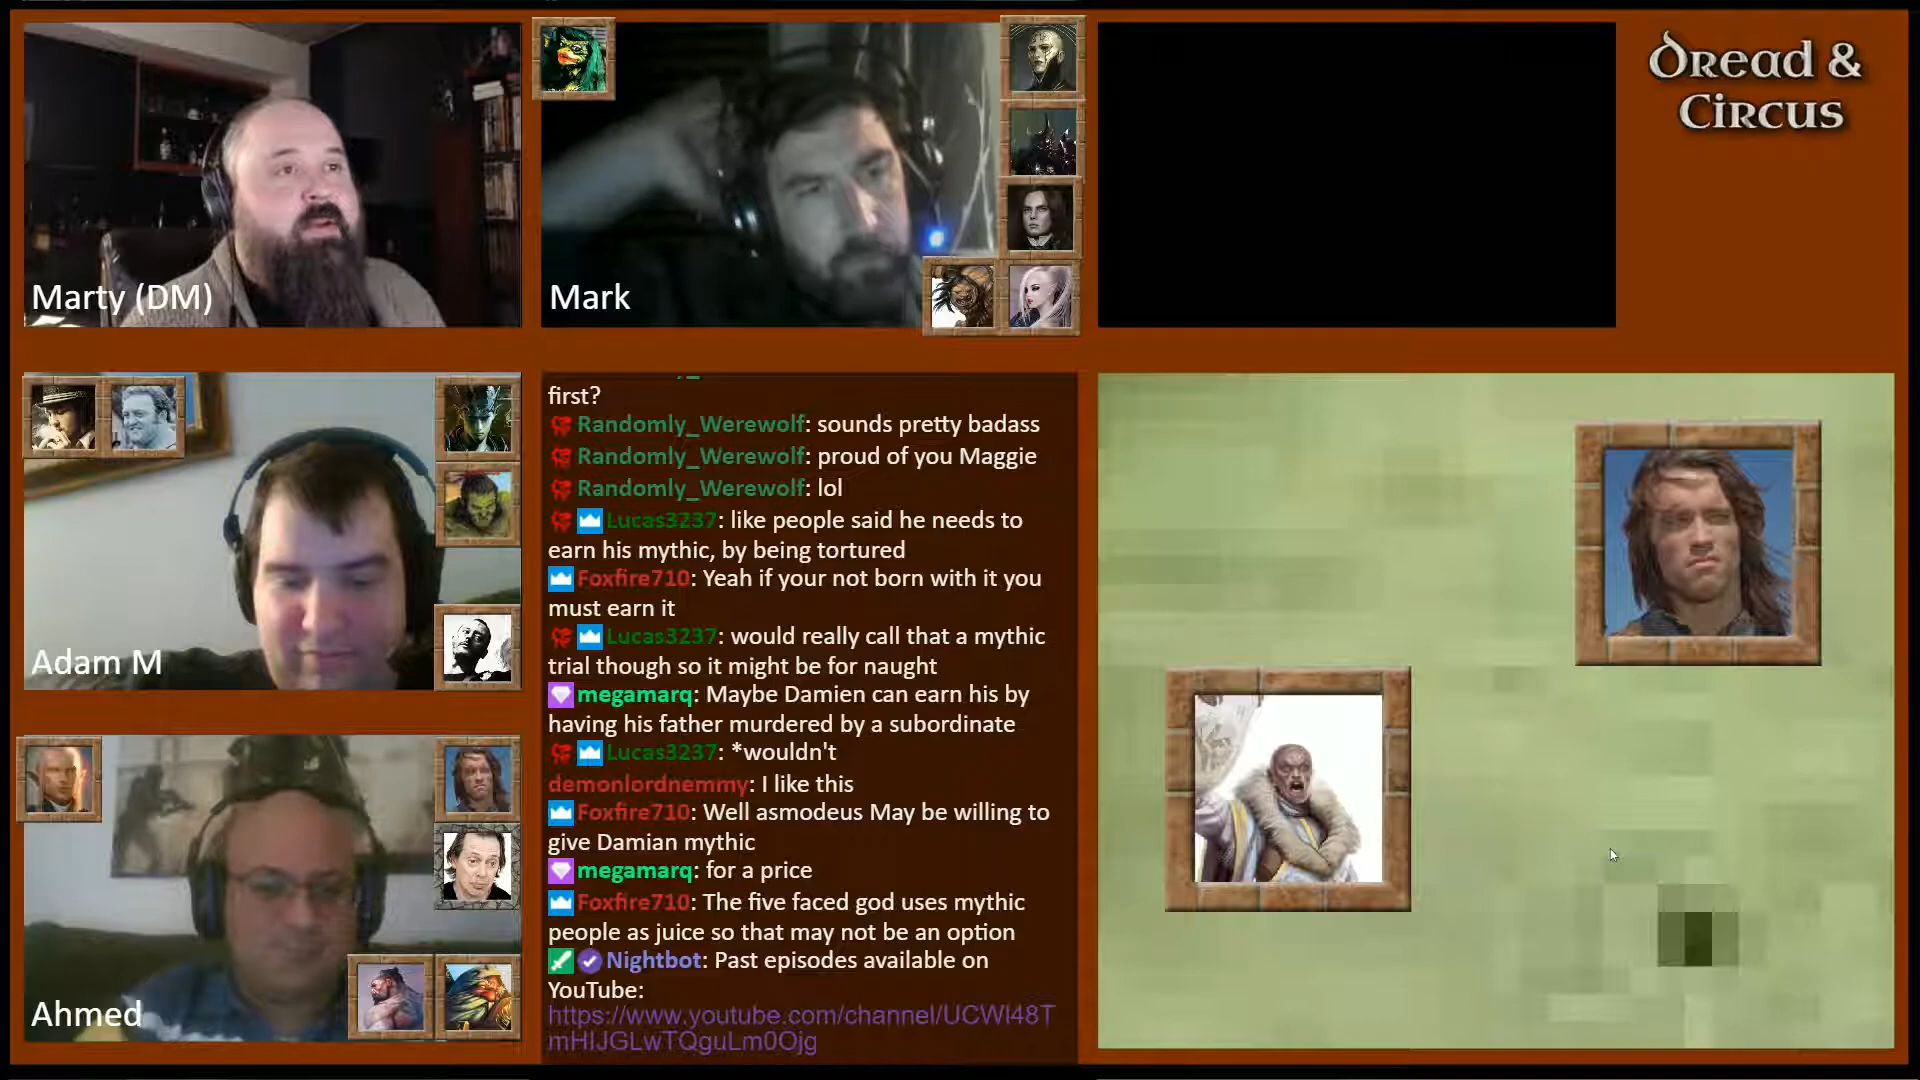 Dread &
Circus
Marty (DM)
Mark
Adam M
Ahmed
first?
Randomly_Werewolf: sounds pretty badass
Randomly_Werewolf: proud of you Maggie
Randomly_Werewolf: lol
Lucas3237: like people said he needs to
earn his mythic, by being tortured
Foxfire710: Yeah if your not born with it you
must earn it
Lucas3237: would really call that a mythic
trial though so it might be for naught
megamarq: Maybe Damien can earn his by
having his father murdered by a subordinate
Lucas3237: *wouldn't
demonlordnemmy: I like this
Foxfire710: Well asmodeus May be willing to
give Damian mythic
megamarq: for a price
Foxfire710: The five faced god uses mythic
people as juice so that may not be an option
Nightbot: Past episodes available on
YouTube:
https://www.youtube.com/channel/UCWl48T
mHIJGLwTQguLm0Ojg